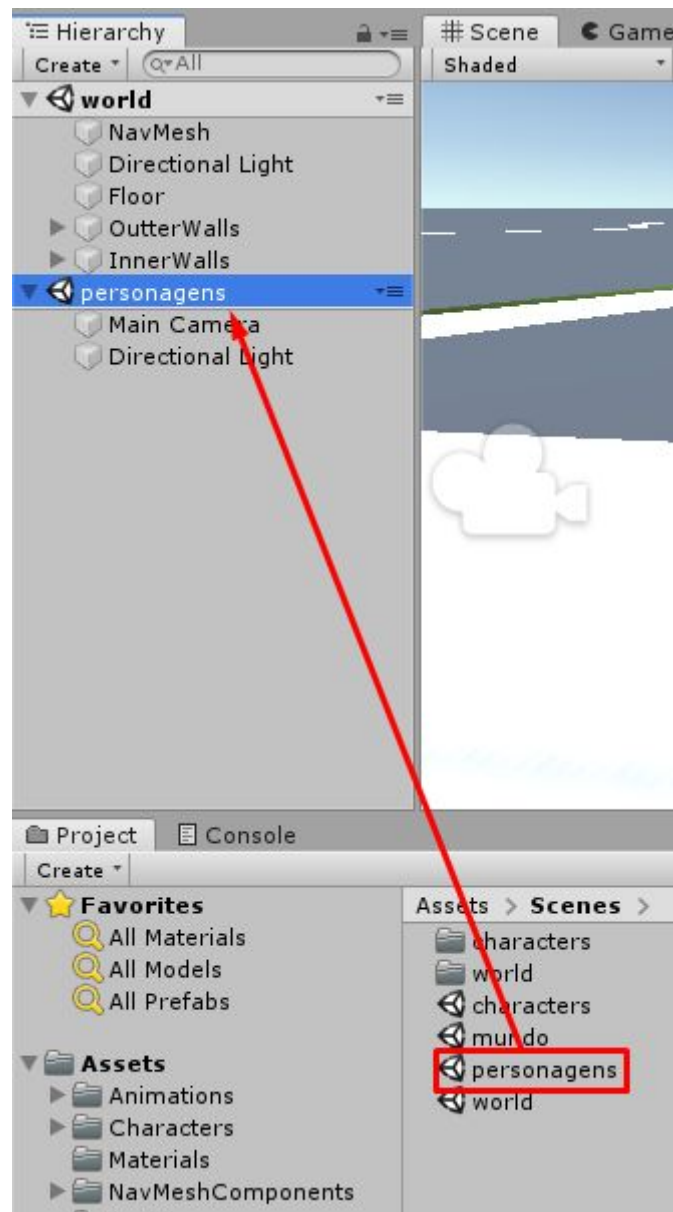 Hierarchy
Create All
world
NavMesh
Directional Light
Floor
OutterWalls
InnerWalls
personagens
Main Camera
Directional Light
Scene Game
Shaded
Project Console
Create
Favorites
All Materials
All Models
All Prefabs
Assets
Animations
Characters
Materials
NavMeshComponents
Assets > Scenes >
characters
world
characters
mundo
personagens
world